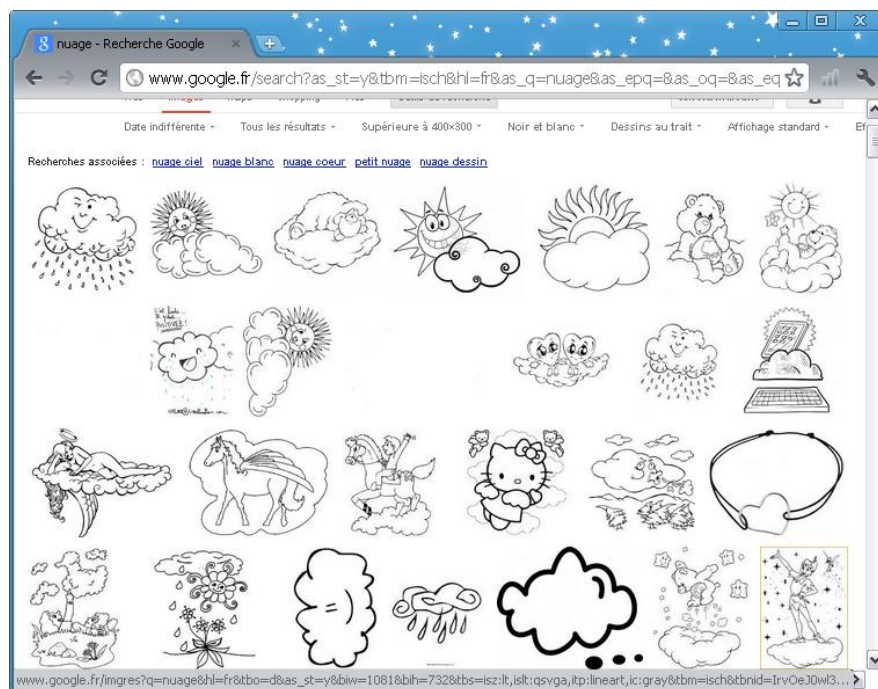 nuage - Recherche Google
www.google.fr/search?as_st=y&tbm=isch&hl=fr&as_q=nuage&as_epq=&as_oq=&as_eq
Date indifférente Tous les résultats Supérieure à 400×300 Noir et blanc Dessins au trait Affichage standard Ef
Recherches associées : nuage ciel nuage blanc nuage coeur petit nuage nuage dessin
POSITIVEZ !
www.google.fr/imgres?q=nuage&hl=fr&tbo=d&as_st=y&biw=1081&bih=732&tbs=isz:lt,islt:qsvga,itp:lineart,ic:gray&tbm=isch&tbnid=IrvOeJ0wl3...